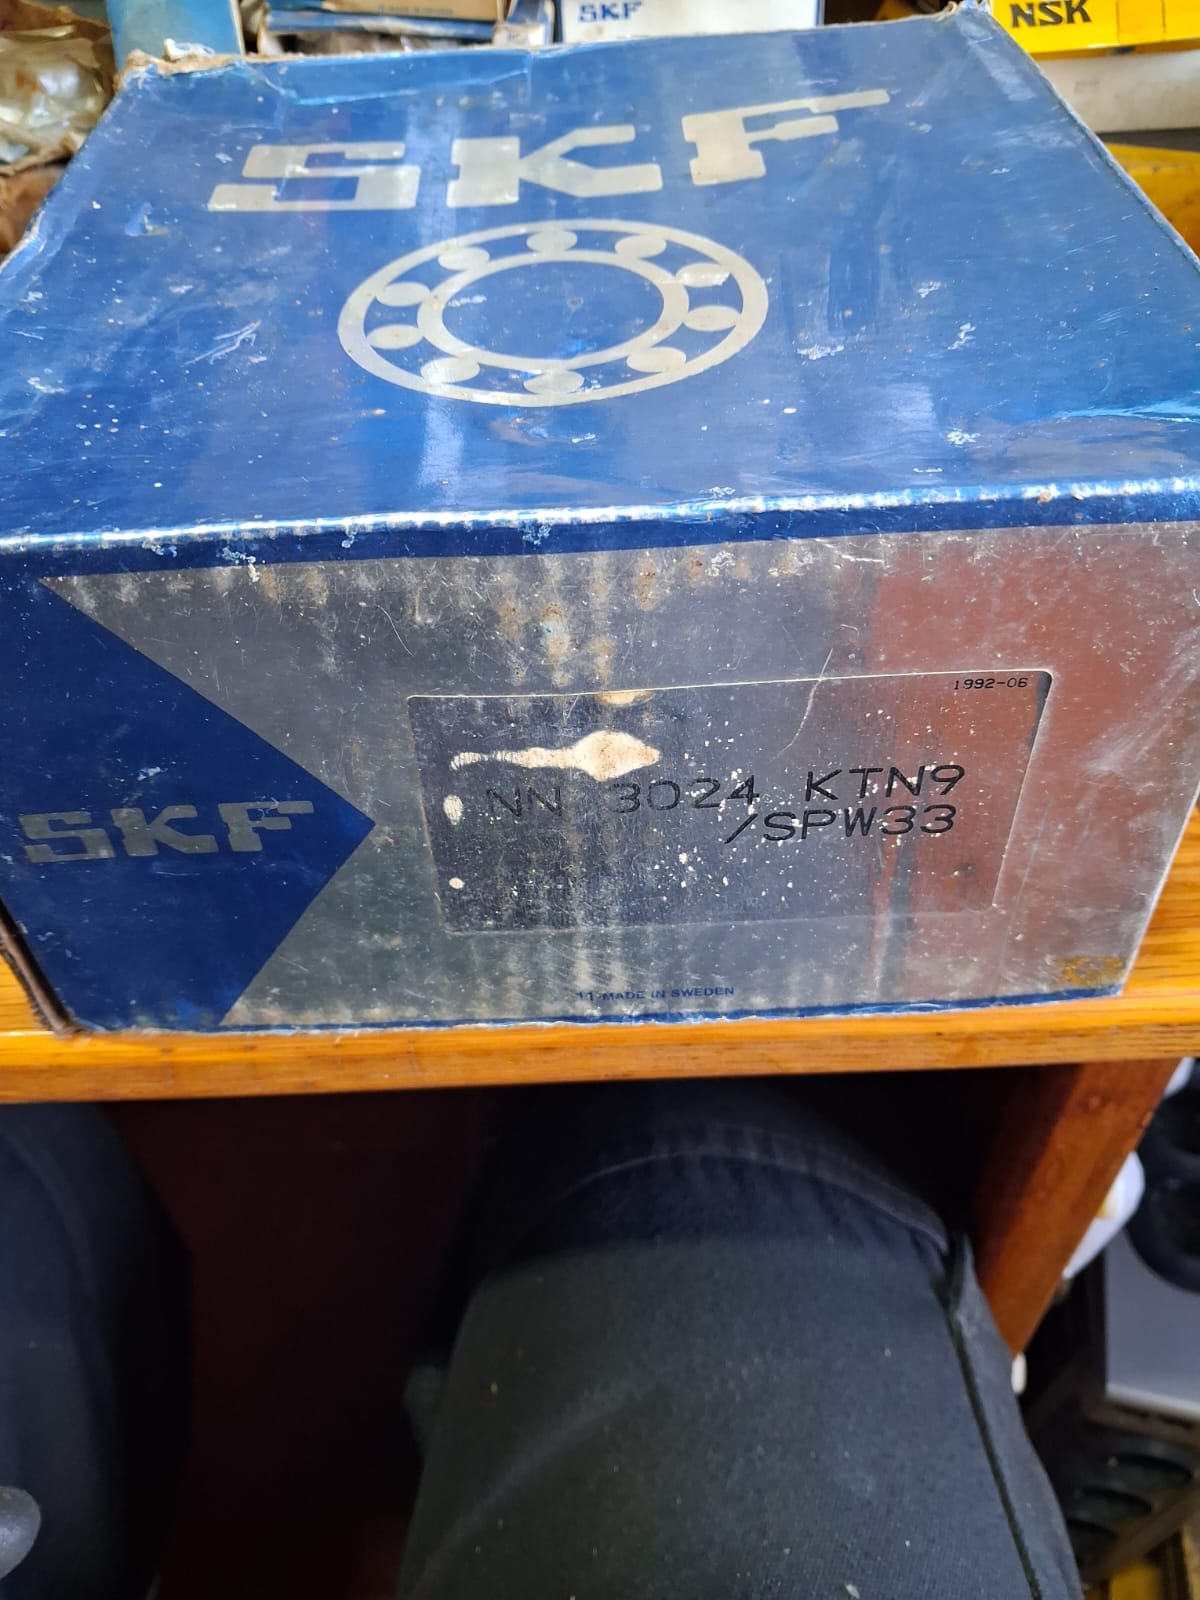 SKF
NSK
SKF
1992-06
NN 3024 KTN9
/SPW33
SKF
11 MADE IN SWEDEN